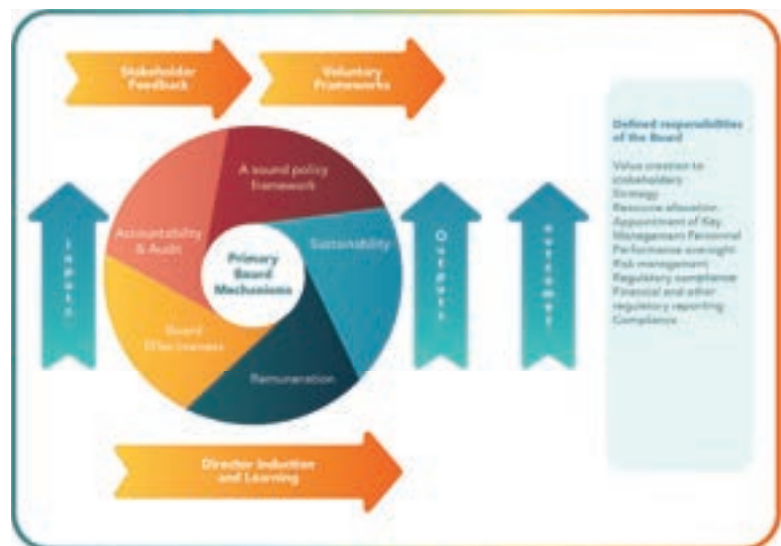 Stakeholder
Feedback
Voluntary
Frameworks
A sound policy
framework
Accountability
& Audit
Sustainability
Primary
Board
Mechanisms
Board
Effectiveness
Remuneration
Inputs
Outputs
outcomes
Director Induction
and Learning
Defined responsibilities
of the Board
Value creation to
stakeholders
Strategy
Resource allocation
Appointment of Key
Management Personnel
Performance oversight
Risk management
Regulatory compliance
Financial and other
regulatory reporting
Compliance